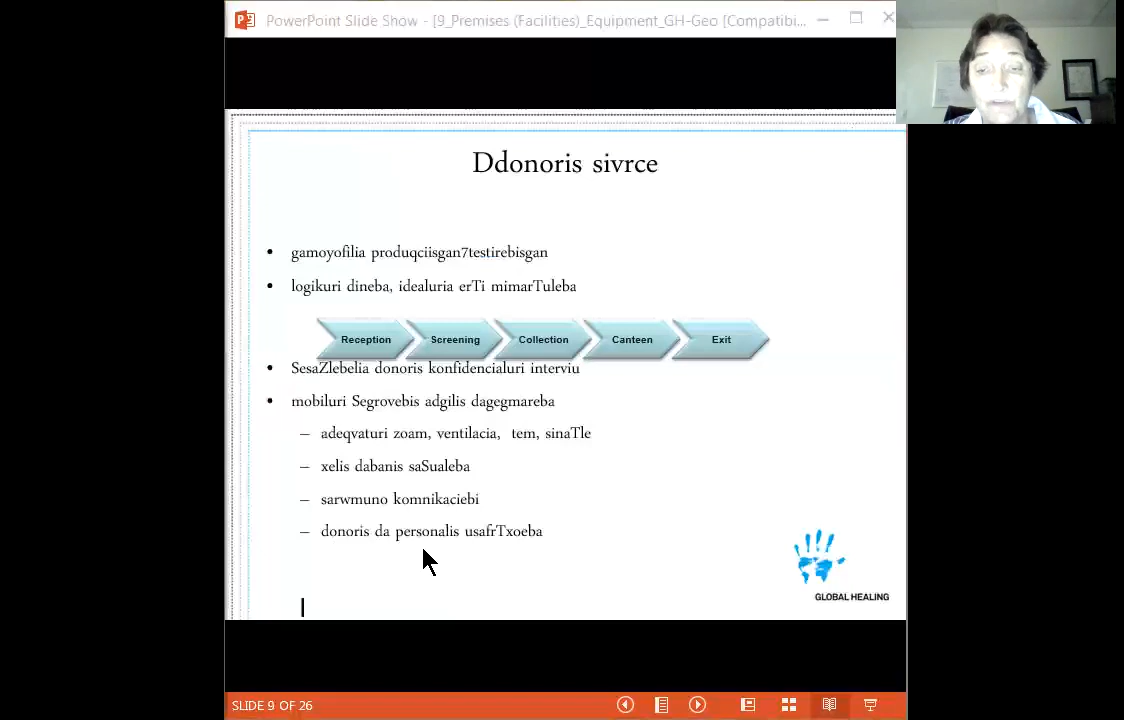 PowerPoint Slide Show - [9_Premises (Facilities)_Equipment_GH-Geo [Compatibi...
Ddonoris sivrce
• gamoyofilia produqciisgan7testirebisgan
• logikuri dineba, idealuria erTi mimarTuleba
Reception Screening Collection Canteen Exit
• SesaZlebelia donoris konfidencialuri interviu
• mobiluri Segrovebis adgilis dagegmareba
– adeqvaturi zoam, ventilacia, tem, sinaTle
– xelis dabanis saSualeba
– sarwmuno komnikaciebi
– donoris da personalis usafrTxoeba
GLOBAL HEALING
SLIDE 9 OF 26